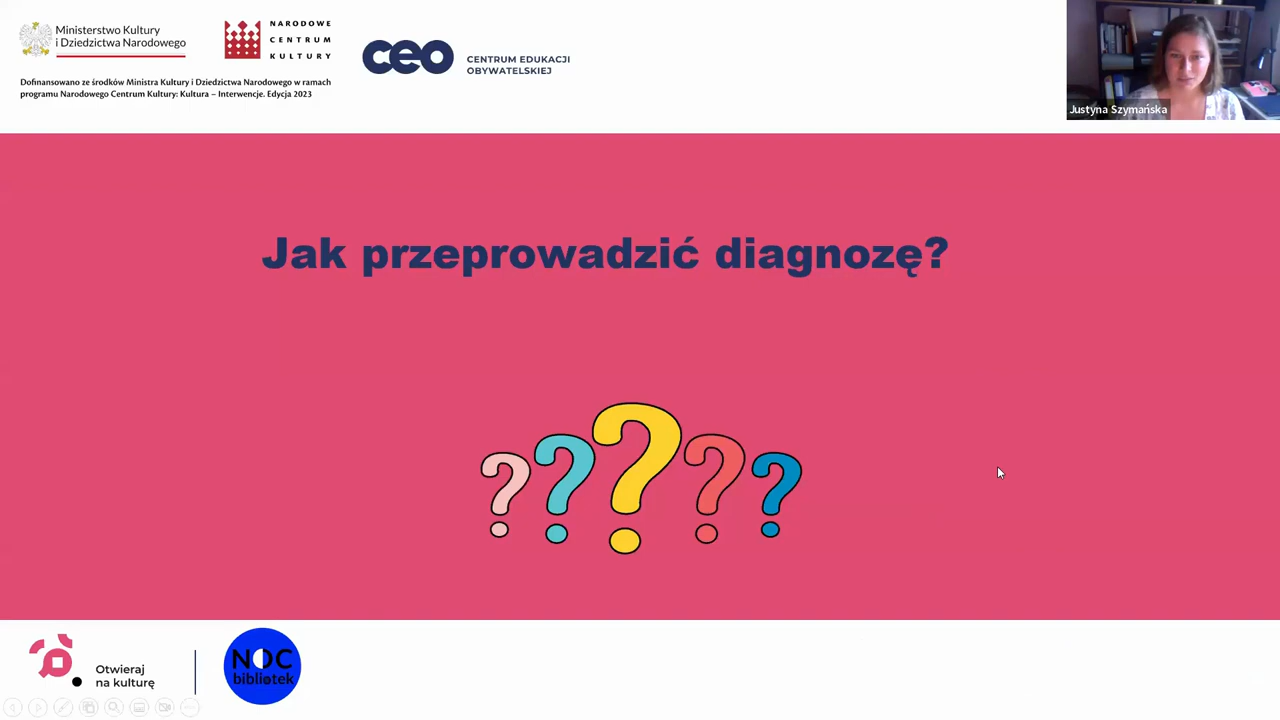 Ministerstwo Kultury
i Dziedzictwa Narodowego
NARODOWE
CENTRUM
KULTURY
ceo
CENTRUM EDUKACJI
OBYWATELSKIEJ
Dofinansowano ze środków Ministra Kultury i Dziedzictwa Narodowego w ramach
programu Narodowego Centrum Kultury: Kultura – Interwencje. Edycja 2023
Justyna Szymańska
Jak przeprowadzić diagnozę?
? ? ? ? ?
Otwieraj
na kulturę
NOC
bibliotek